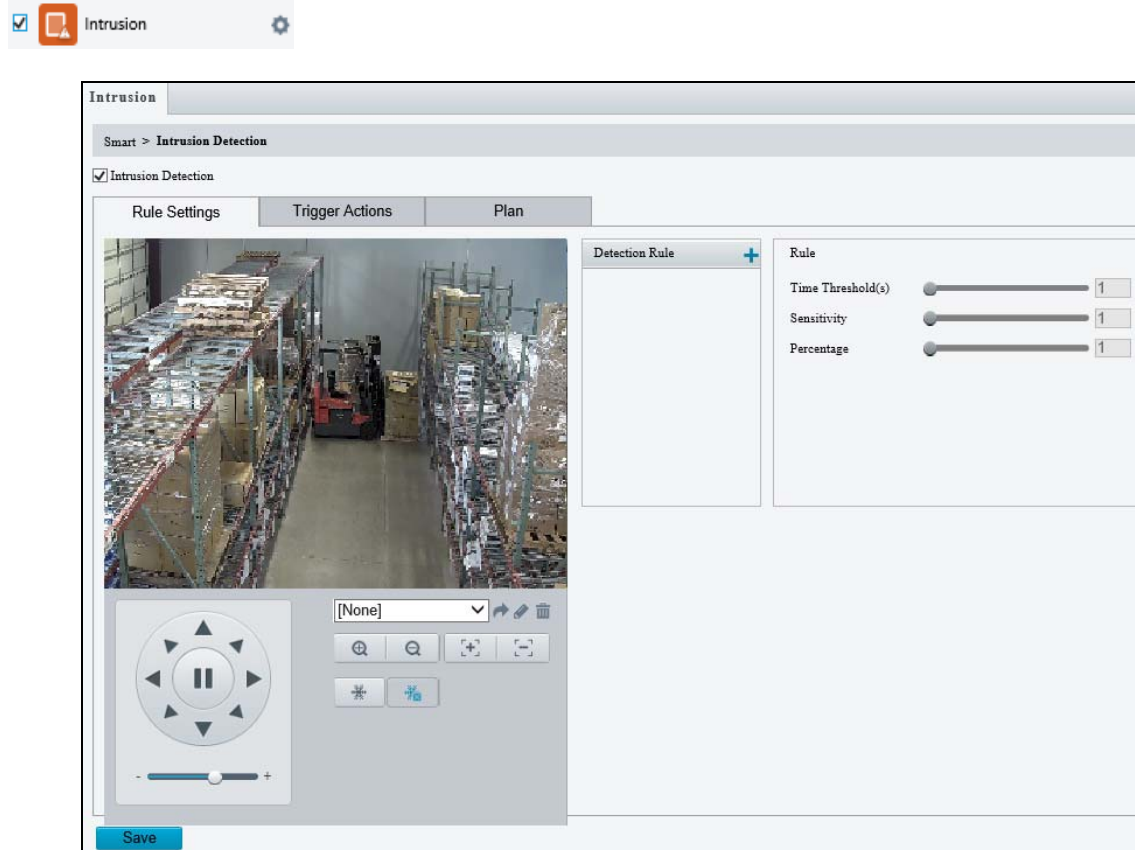 Intrusion
Intrusion
Smart > Intrusion Detection
Intrusion Detection
Rule Settings Trigger Actions Plan
Detection Rule
Rule
Time Threshold(s) 1
Sensitivity 1
Percentage 1
[None]
- +
Save